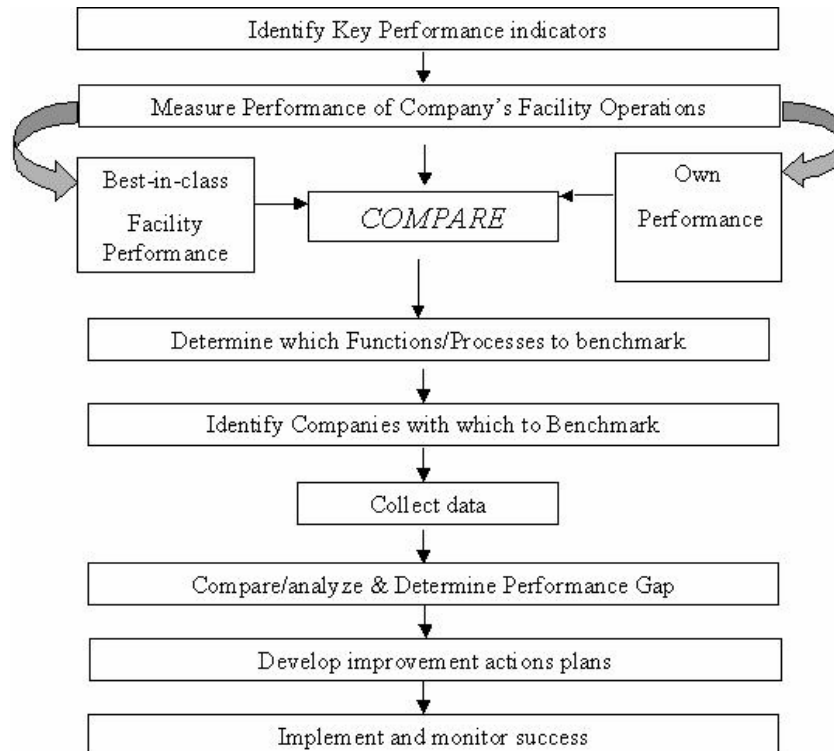 Identify Key Performance indicators
Measure Performance of Company's Facility Operations
Best-in-class
Facility
Performance
COMPARE
Own
Performance
Determine which Functions/Processes to benchmark
Identify Companies with which to Benchmark
Collect data
Compare/analyze & Determine Performance Gap
Develop improvement actions plans
Implement and monitor success